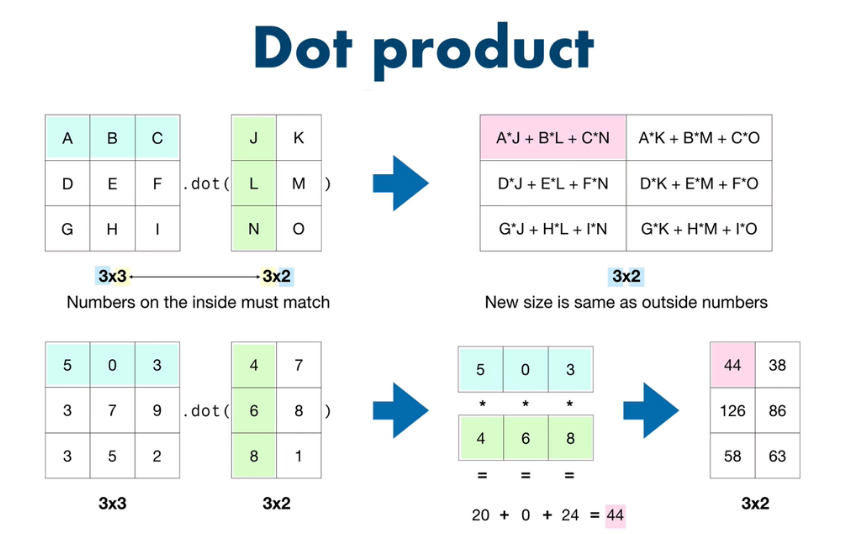 Dot product
A B C
D E F
G H I
.dot(
J K
L M
N O
)
A*J + B*L + C*N A*K + B*M + C*O
D*J + E*L + F*N D*K + E*M + F*O
G*J + H*L + I*N G*K + H*M + I*O
3x3 3x2
Numbers on the inside must match
3x2
New size is same as outside numbers
5 0 3
3 7 9
3 5 2
.dot(
4 7
6 8
8 1
)
3x3 3x2
5 0 3
* * *
4 6 8
= = =
20 + 0 + 24 = 44
44 38
126 86
58 63
3x2